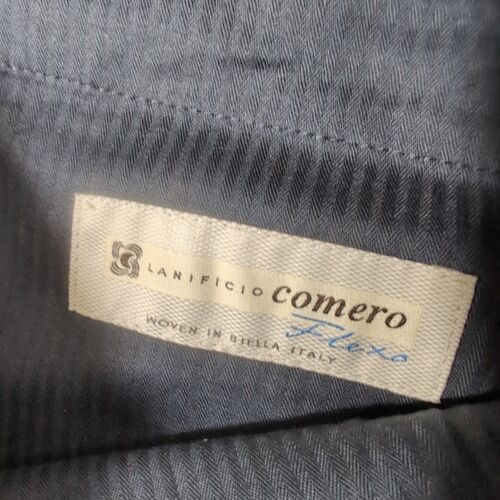 LANIFICIO comero
Flexo
WOVEN IN BIELLA ITALY